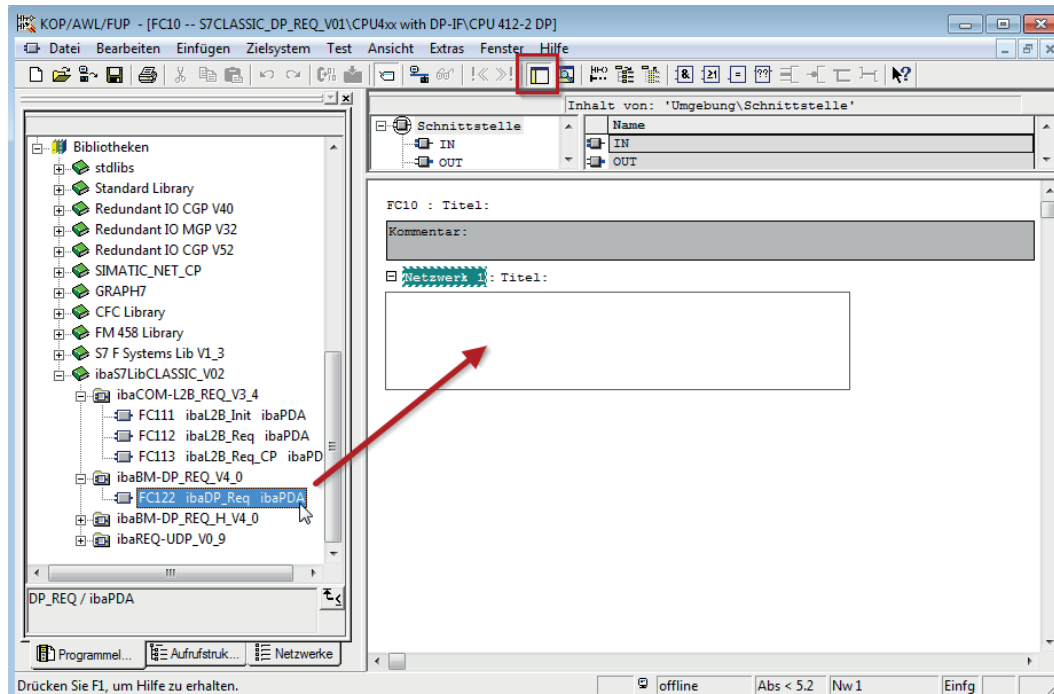 KOP/AWL/FUP - [FC10 -- S7CLASSIC_DP_REQ_V01\CPU4xx with DP-IF\CPU 412-2 DP]
Datei Bearbeiten Einfügen Zielsystem Test Ansicht Extras Fenster Hilfe
Inhalt von: 'Umgebung\Schnittstelle'
Schnittstelle
IN
OUT
Name
IN
OUT
Bibliotheken
stdlibs
Standard Library
Redundant IO CGP V40
Redundant IO MGP V32
Redundant IO CGP V52
SIMATIC_NET_CP
GRAPH7
CFC Library
FM 458 Library
S7 F Systems Lib V1_3
ibaS7LibCLASSIC_V02
ibaCOM-L2B_REQ_V3_4
FC111 ibaL2B_Init ibaPDA
FC112 ibaL2B_Req ibaPDA
FC113 ibaL2B_Req_CP ibaPD
ibaBM-DP_REQ_V4_0
FC122 ibaDP_Req ibaPDA
ibaBM-DP_REQ_H_V4_0
ibaREQ-UDP_V0_9
DP_REQ / ibaPDA
Programmel... Aufrufstruk... Netzwerke
FC10 : Titel:
Kommentar:
Netzwerk 1: Titel:
Drücken Sie F1, um Hilfe zu erhalten.
offline Abs < 5.2 Nw 1 Einfg